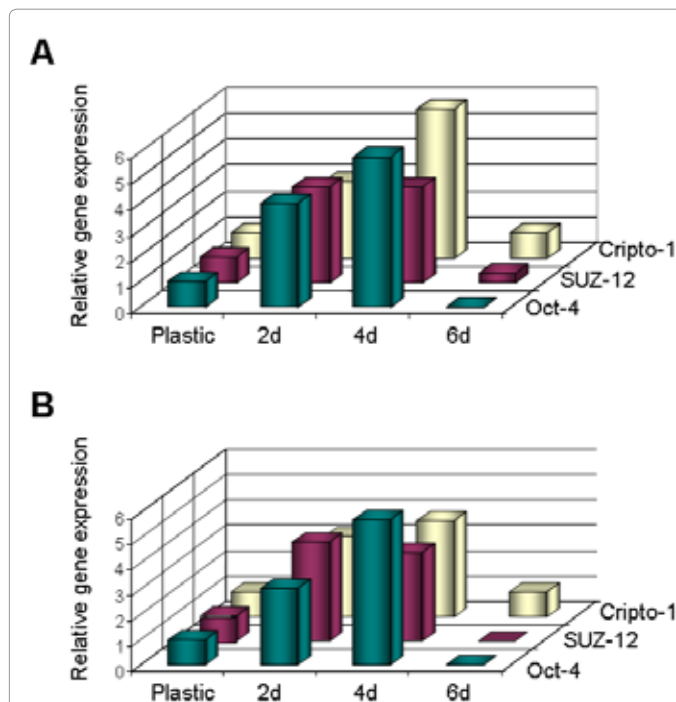 A
Relative gene expression
6
5
4
3
2
1
0
Plastic 2d 4d 6d
Cripto-1
SUZ-12
Oct-4
B
Relative gene expression
6
5
4
3
2
1
0
Plastic 2d 4d 6d
Cripto-1
SUZ-12
Oct-4